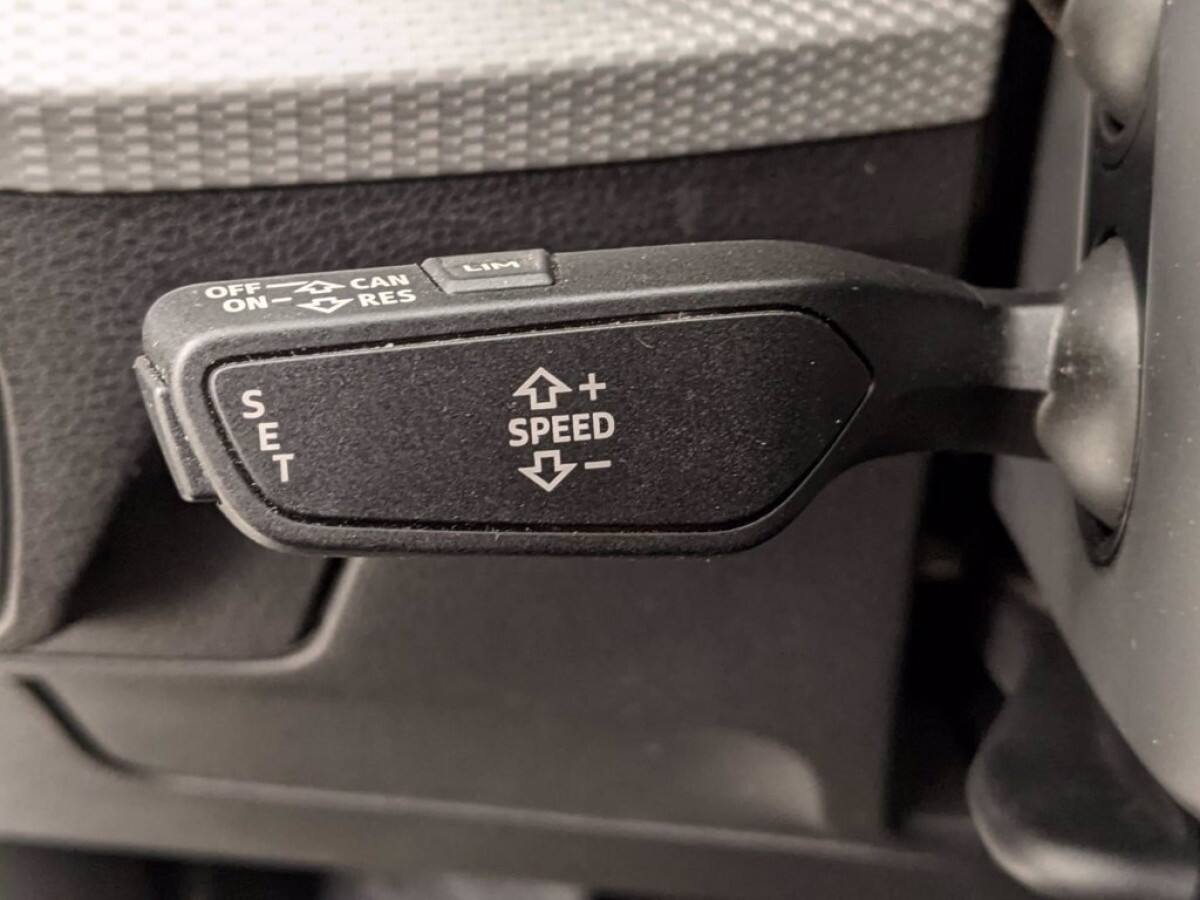 LIM
OFF CAN
ON RES
SET
+
SPEED
-